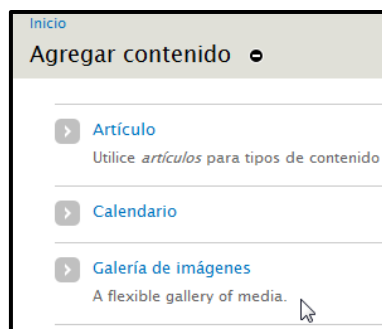 Inicio
Agregar contenido
Artículo
Utilice artículos para tipos de contenido
Calendario
Galería de imágenes
A flexible gallery of media.